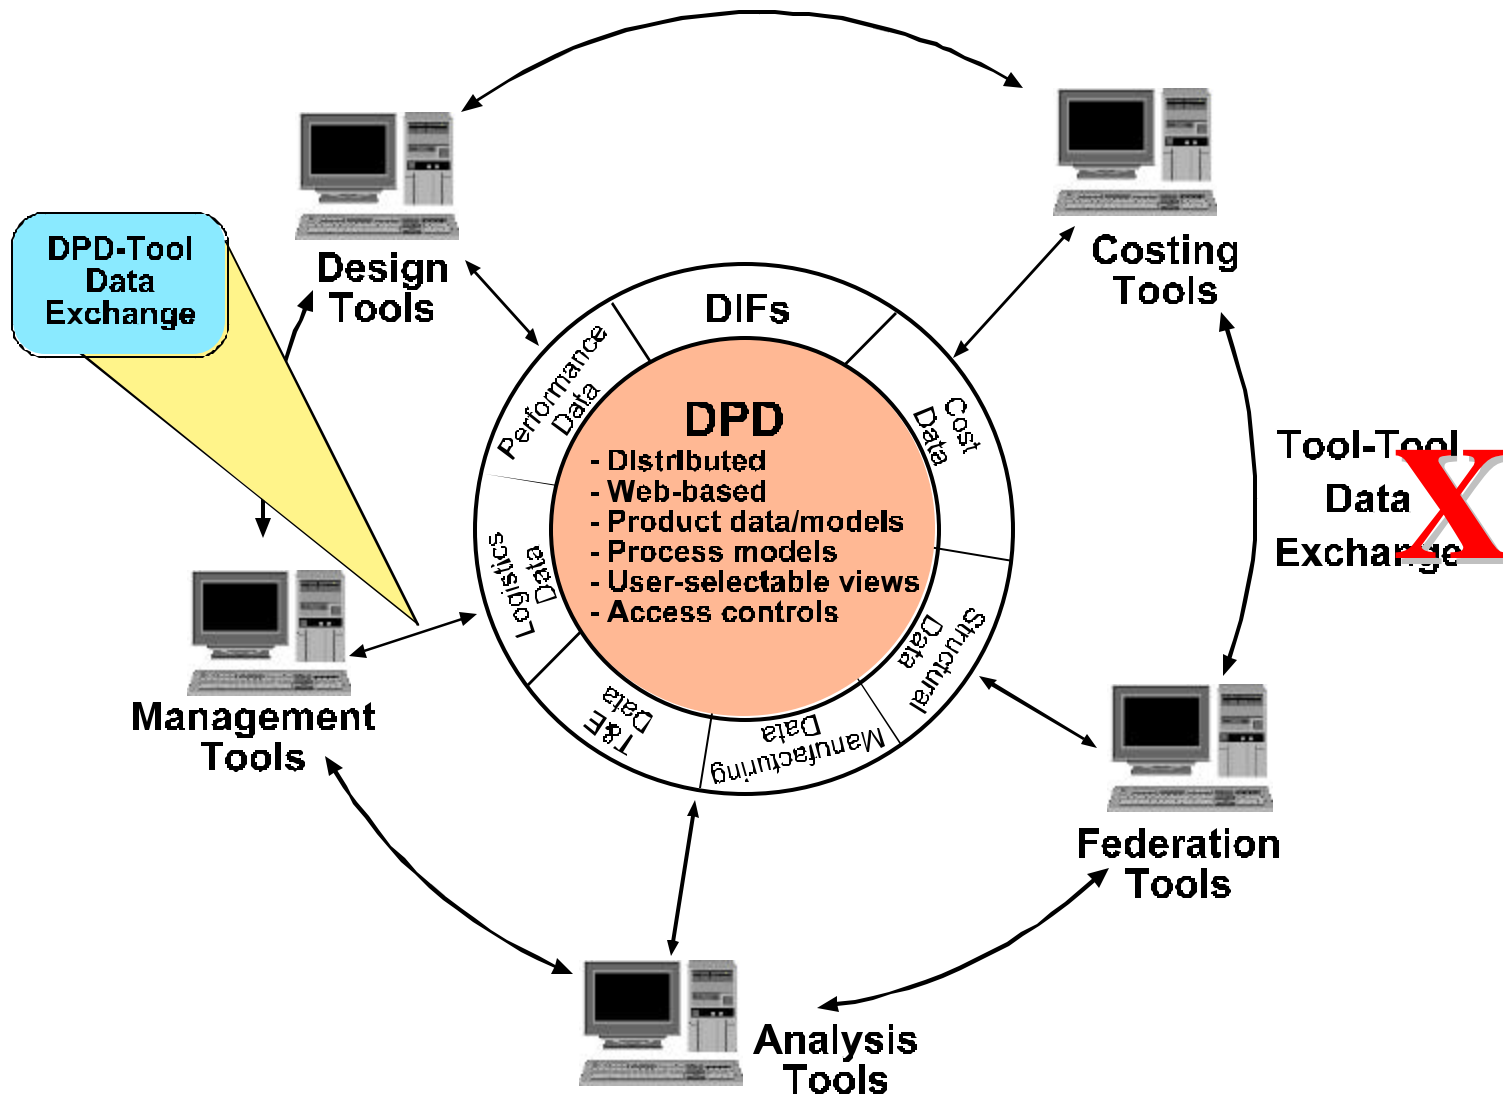 DPD-Tool
Data
Exchange
Design
Tools
Costing
Tools
DIFs
Performance
Data
Cost
Data
DPD
- Distributed
- Web-based
- Product data/models
- Process models
- User-selectable views
- Access controls
Tool-Tool
Data
Exchange
X
Logistics
Data
Structural
Data
T&E
Data
Manufacturing
Data
Management
Tools
Federation
Tools
Analysis
Tools